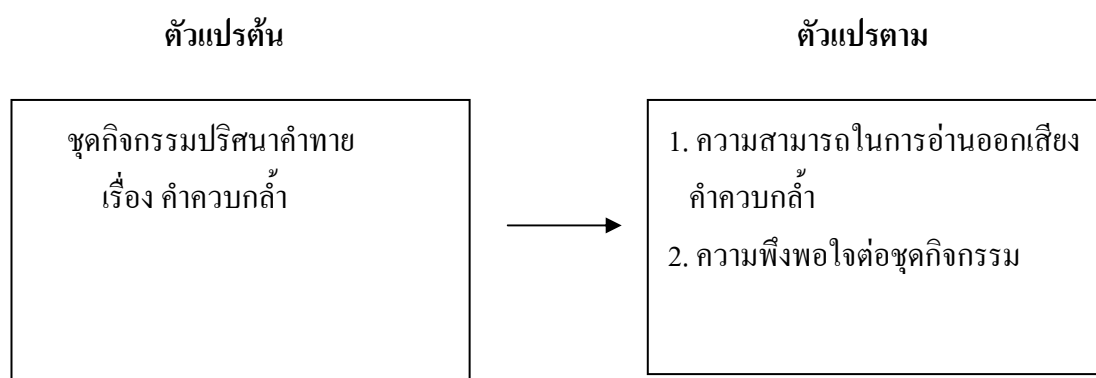 ตัวแปรต้น
ตัวแปรตาม
ชุดกิจกรรมปริศนาคำทาย
เรื่อง คำควบกล้ำ
1. ความสามารถในการอ่านออกเสียง
คำควบกล้ำ
2. ความพึงพอใจต่อชุดกิจกรรม